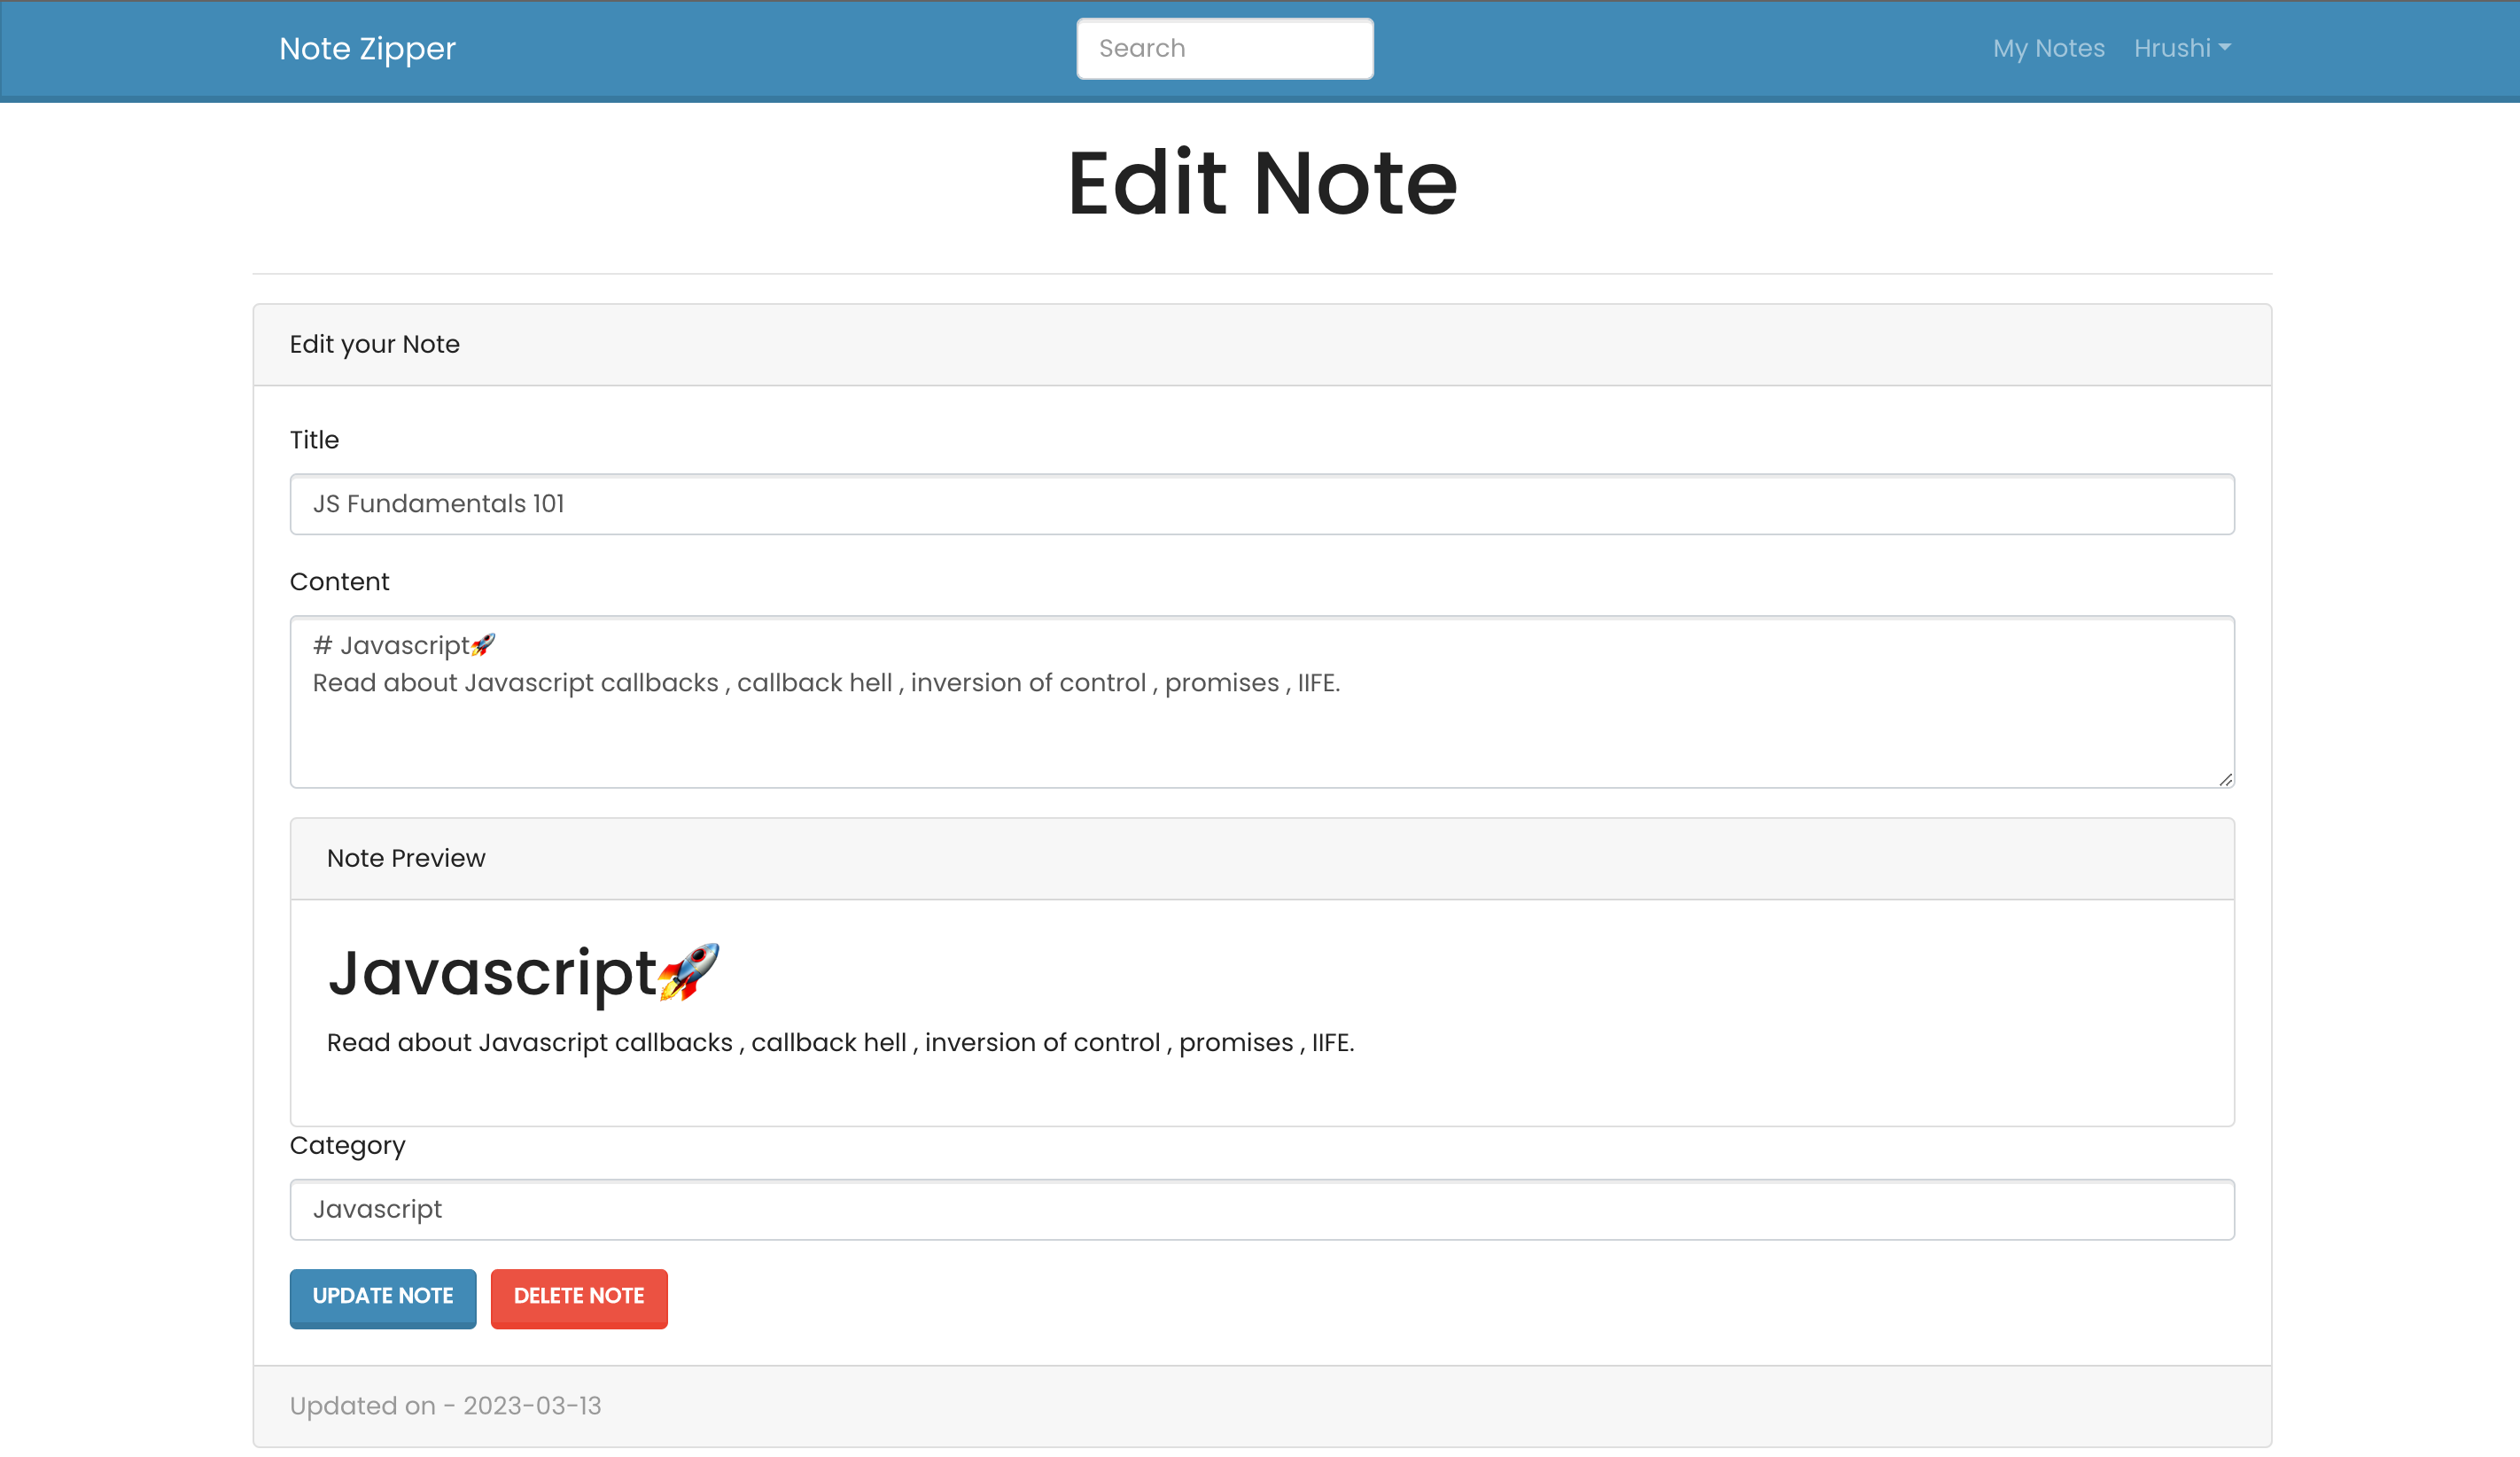 Note Zipper
Search
My Notes Hrushi
Edit Note
Edit your Note
Title
JS Fundamentals 101
Content
# Javascript🚀
Read about Javascript callbacks , callback hell , inversion of control , promises , IIFE.
Note Preview
Javascript🚀
Read about Javascript callbacks , callback hell , inversion of control , promises , IIFE.
Category
Javascript
UPDATE NOTE DELETE NOTE
Updated on - 2023-03-13